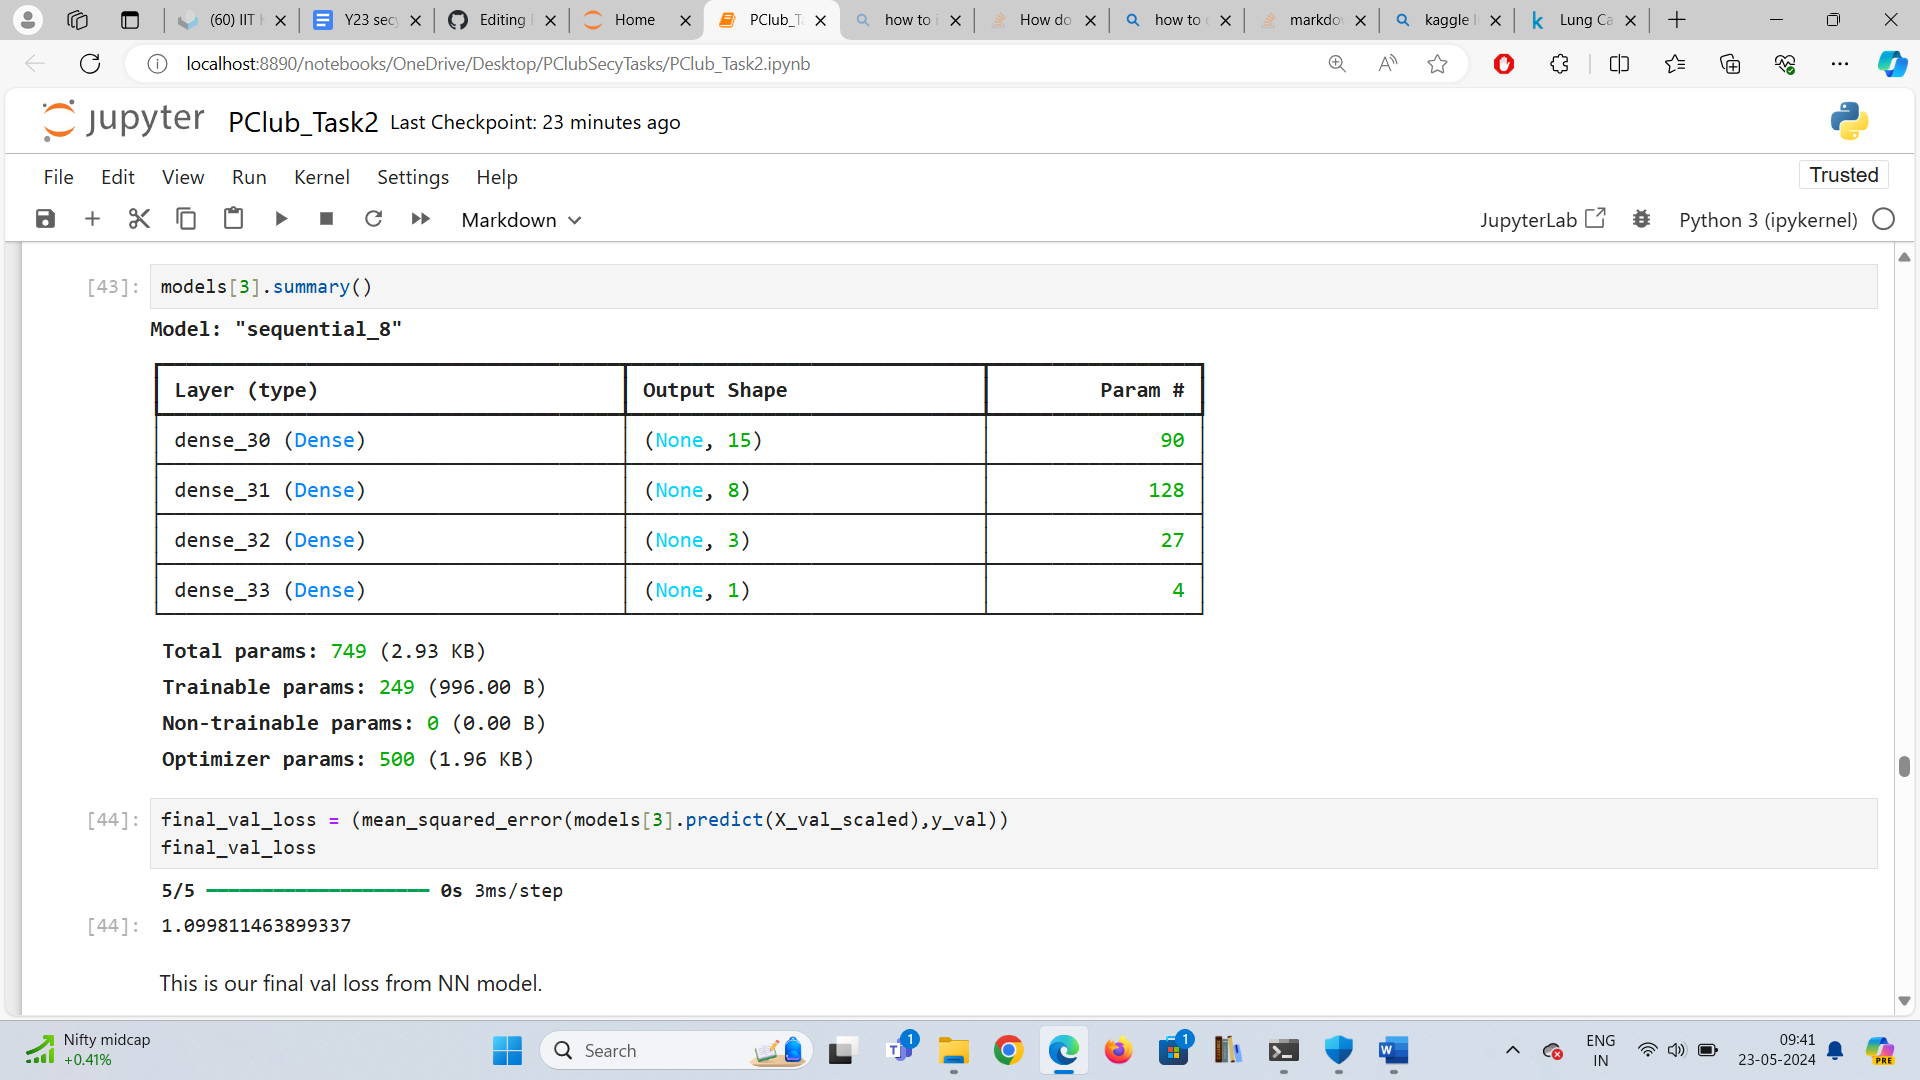 (60) IIT
Y23 secy
Editing
Home
PClub_T
how to i
How do
how to
markdo
kaggle l
Lung Ca
localhost:8890/notebooks/OneDrive/Desktop/PClubSecyTasks/PClub_Task2.ipynb
jupyter PClub_Task2 Last Checkpoint: 23 minutes ago
File Edit View Run Kernel Settings Help
Trusted
Markdown
JupyterLab
Python 3 (ipykernel)
[43]: models[3].summary()
Model: "sequential_8"
Layer (type) Output Shape Param #
dense_30 (Dense) (None, 15) 90
dense_31 (Dense) (None, 8) 128
dense_32 (Dense) (None, 3) 27
dense_33 (Dense) (None, 1) 4
Total params: 749 (2.93 KB)
Trainable params: 249 (996.00 B)
Non-trainable params: 0 (0.00 B)
Optimizer params: 500 (1.96 KB)
[44]: final_val_loss = (mean_squared_error(models[3].predict(X_val_scaled),y_val))
final_val_loss
5/5 ━━━━━━━━━━━━━━━━━━━━ 0s 3ms/step
[44]: 1.099811463899337
This is our final val loss from NN model.
Nifty midcap
+0.41%
Search
1
1
ENG
IN
09:41
23-05-2024
PRE